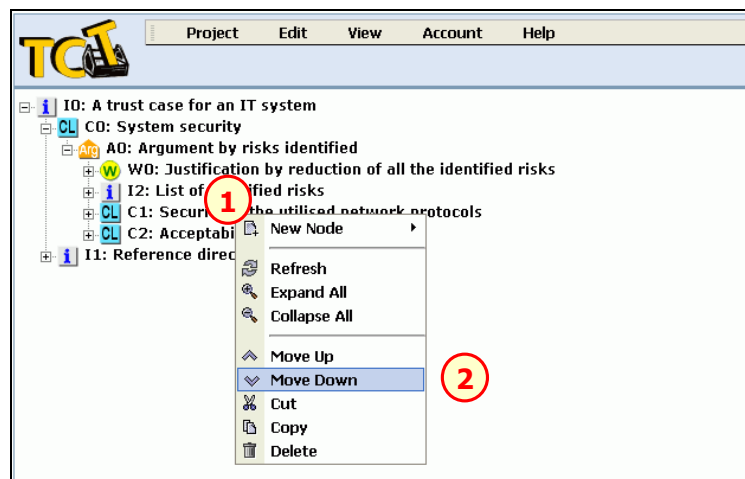 TCT
Project Edit View Account Help
I0: A trust case for an IT system
CL C0: System security
Arg A0: Argument by risks identified
W W0: Justification by reduction of all the identified risks
i I2: List of fied risks
1
CL C1: Securi the utilised network protocols
CL C2: Acceptabi
i I1: Reference direc
New Node
Refresh
Expand All
Collapse All
Move Up
Move Down
2
Cut
Copy
Delete